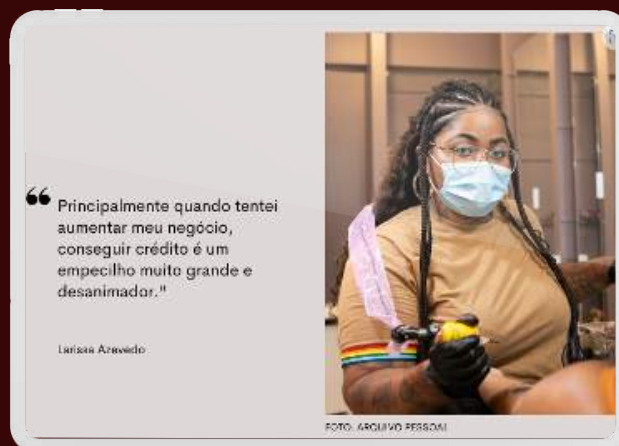 “
Principalmente quando tentei
aumentar meu negócio,
conseguir crédito é um
empecilho muito grande e
desanimador."
Larissa Azevedo
FOTO: ARQUIVO PESSOAL